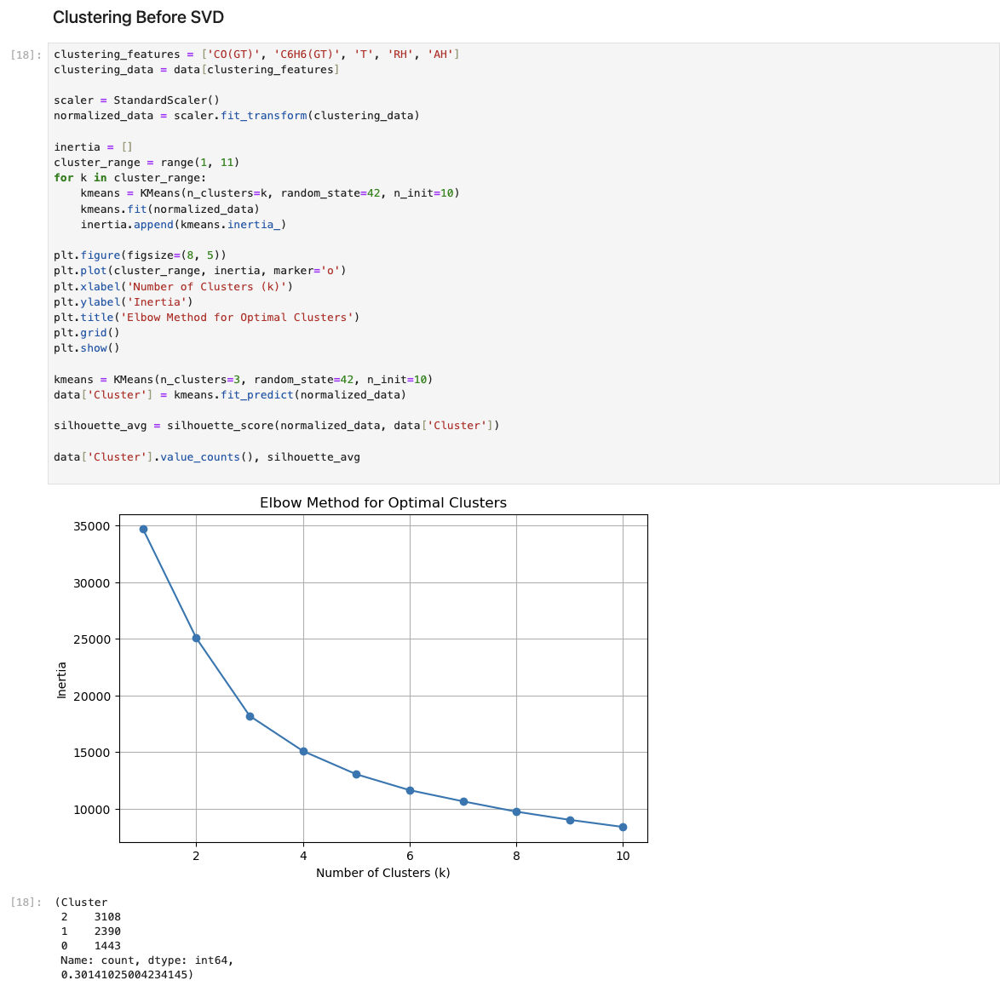 Clustering Before SVD
[18]:
clustering_features = ['CO(GT)', 'C6H6(GT)', 'T', 'RH', 'AH']
clustering_data = data[clustering_features]
scaler = StandardScaler()
normalized_data = scaler.fit_transform(clustering_data)
inertia = []
cluster_range = range(1, 11)
for k in cluster_range:
    kmeans = KMeans(n_clusters=k, random_state=42, n_init=10)
    kmeans.fit(normalized_data)
    inertia.append(kmeans.inertia_)
plt.figure(figsize=(8, 5))
plt.plot(cluster_range, inertia, marker='o')
plt.xlabel('Number of Clusters (k)')
plt.ylabel('Inertia')
plt.title('Elbow Method for Optimal Clusters')
plt.grid()
plt.show()
kmeans = KMeans(n_clusters=3, random_state=42, n_init=10)
data['Cluster'] = kmeans.fit_predict(normalized_data)
silhouette_avg = silhouette_score(normalized_data, data['Cluster'])
data['Cluster'].value_counts(), silhouette_avg
Elbow Method for Optimal Clusters
35000
30000
25000
20000
15000
10000
Inertia
2 4 6 8 10
Number of Clusters (k)
[18]:
(Cluster
2    3108
1    2390
0    1443
Name: count, dtype: int64,
0.30141025004234145)